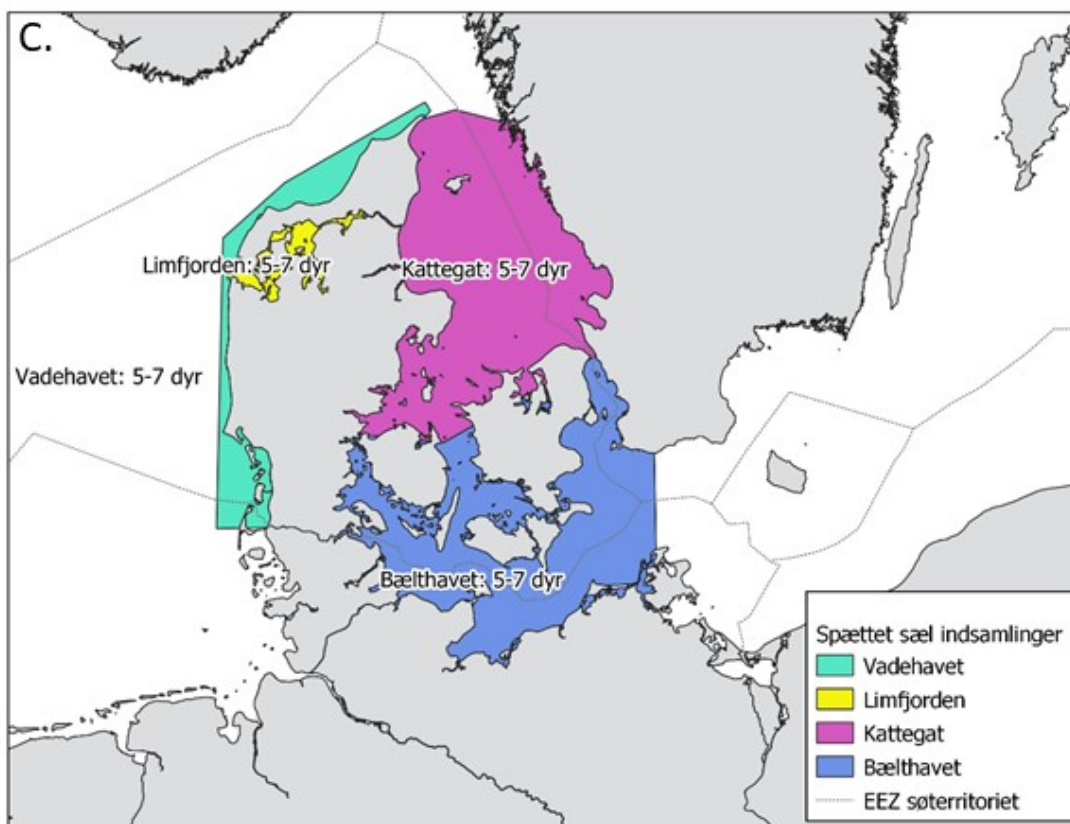 C.
Limfjorden: 5-7 dyr
Kattegat: 5-7 dyr
Vadehavet: 5-7 dyr
Bælthavet: 5-7 dyr
Spættet sæl indsamlinger
Vadehavet
Limfjorden
Kattegat
Bælthavet
EEZ søterritoriet